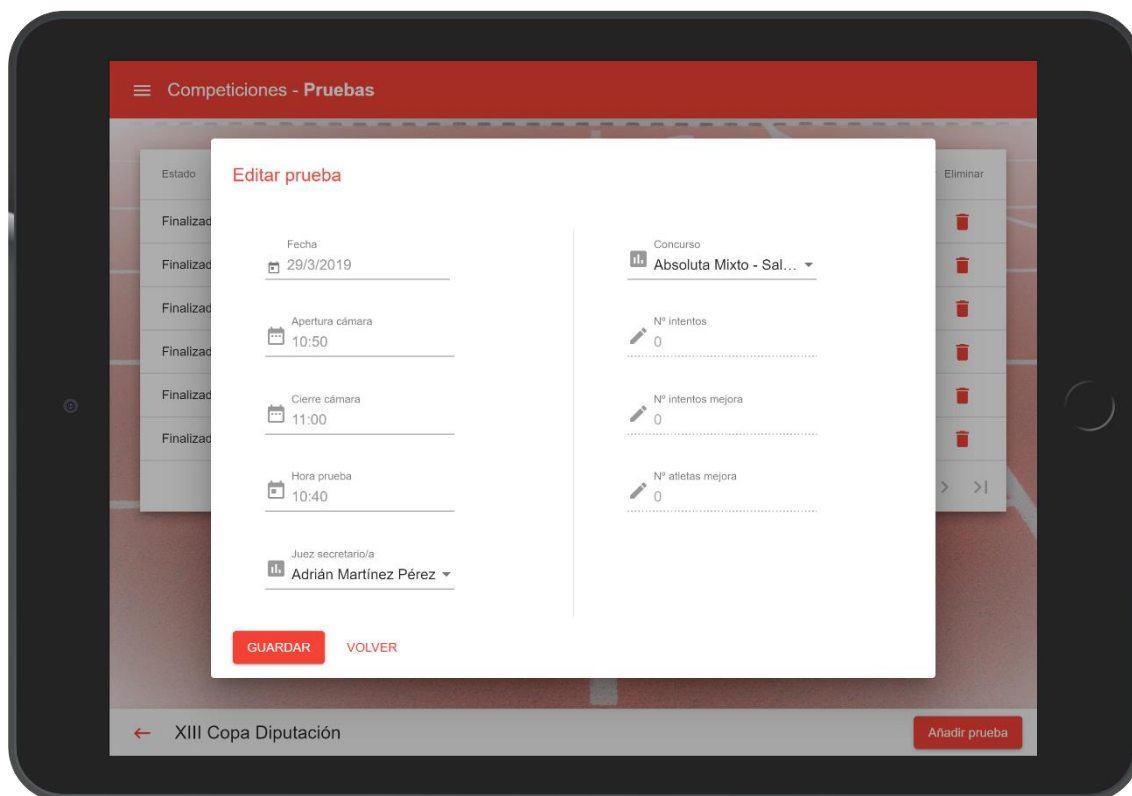 Competiciones - Pruebas
Estado
Eliminar
Editar prueba
Finalizad
Finalizad
Finalizad
Finalizad
Finalizad
Finalizad
Fecha
29/3/2019
Apertura cámara
10:50
Cierre cámara
11:00
Hora prueba
10:40
Juez secretario/a
Adrián Martínez Pérez
Concurso
Absoluta Mixto - Sal...
Nº intentos
0
Nº intentos mejora
0
Nº atletas mejora
0
GUARDAR VOLVER
XIII Copa Diputación
Añadir prueba